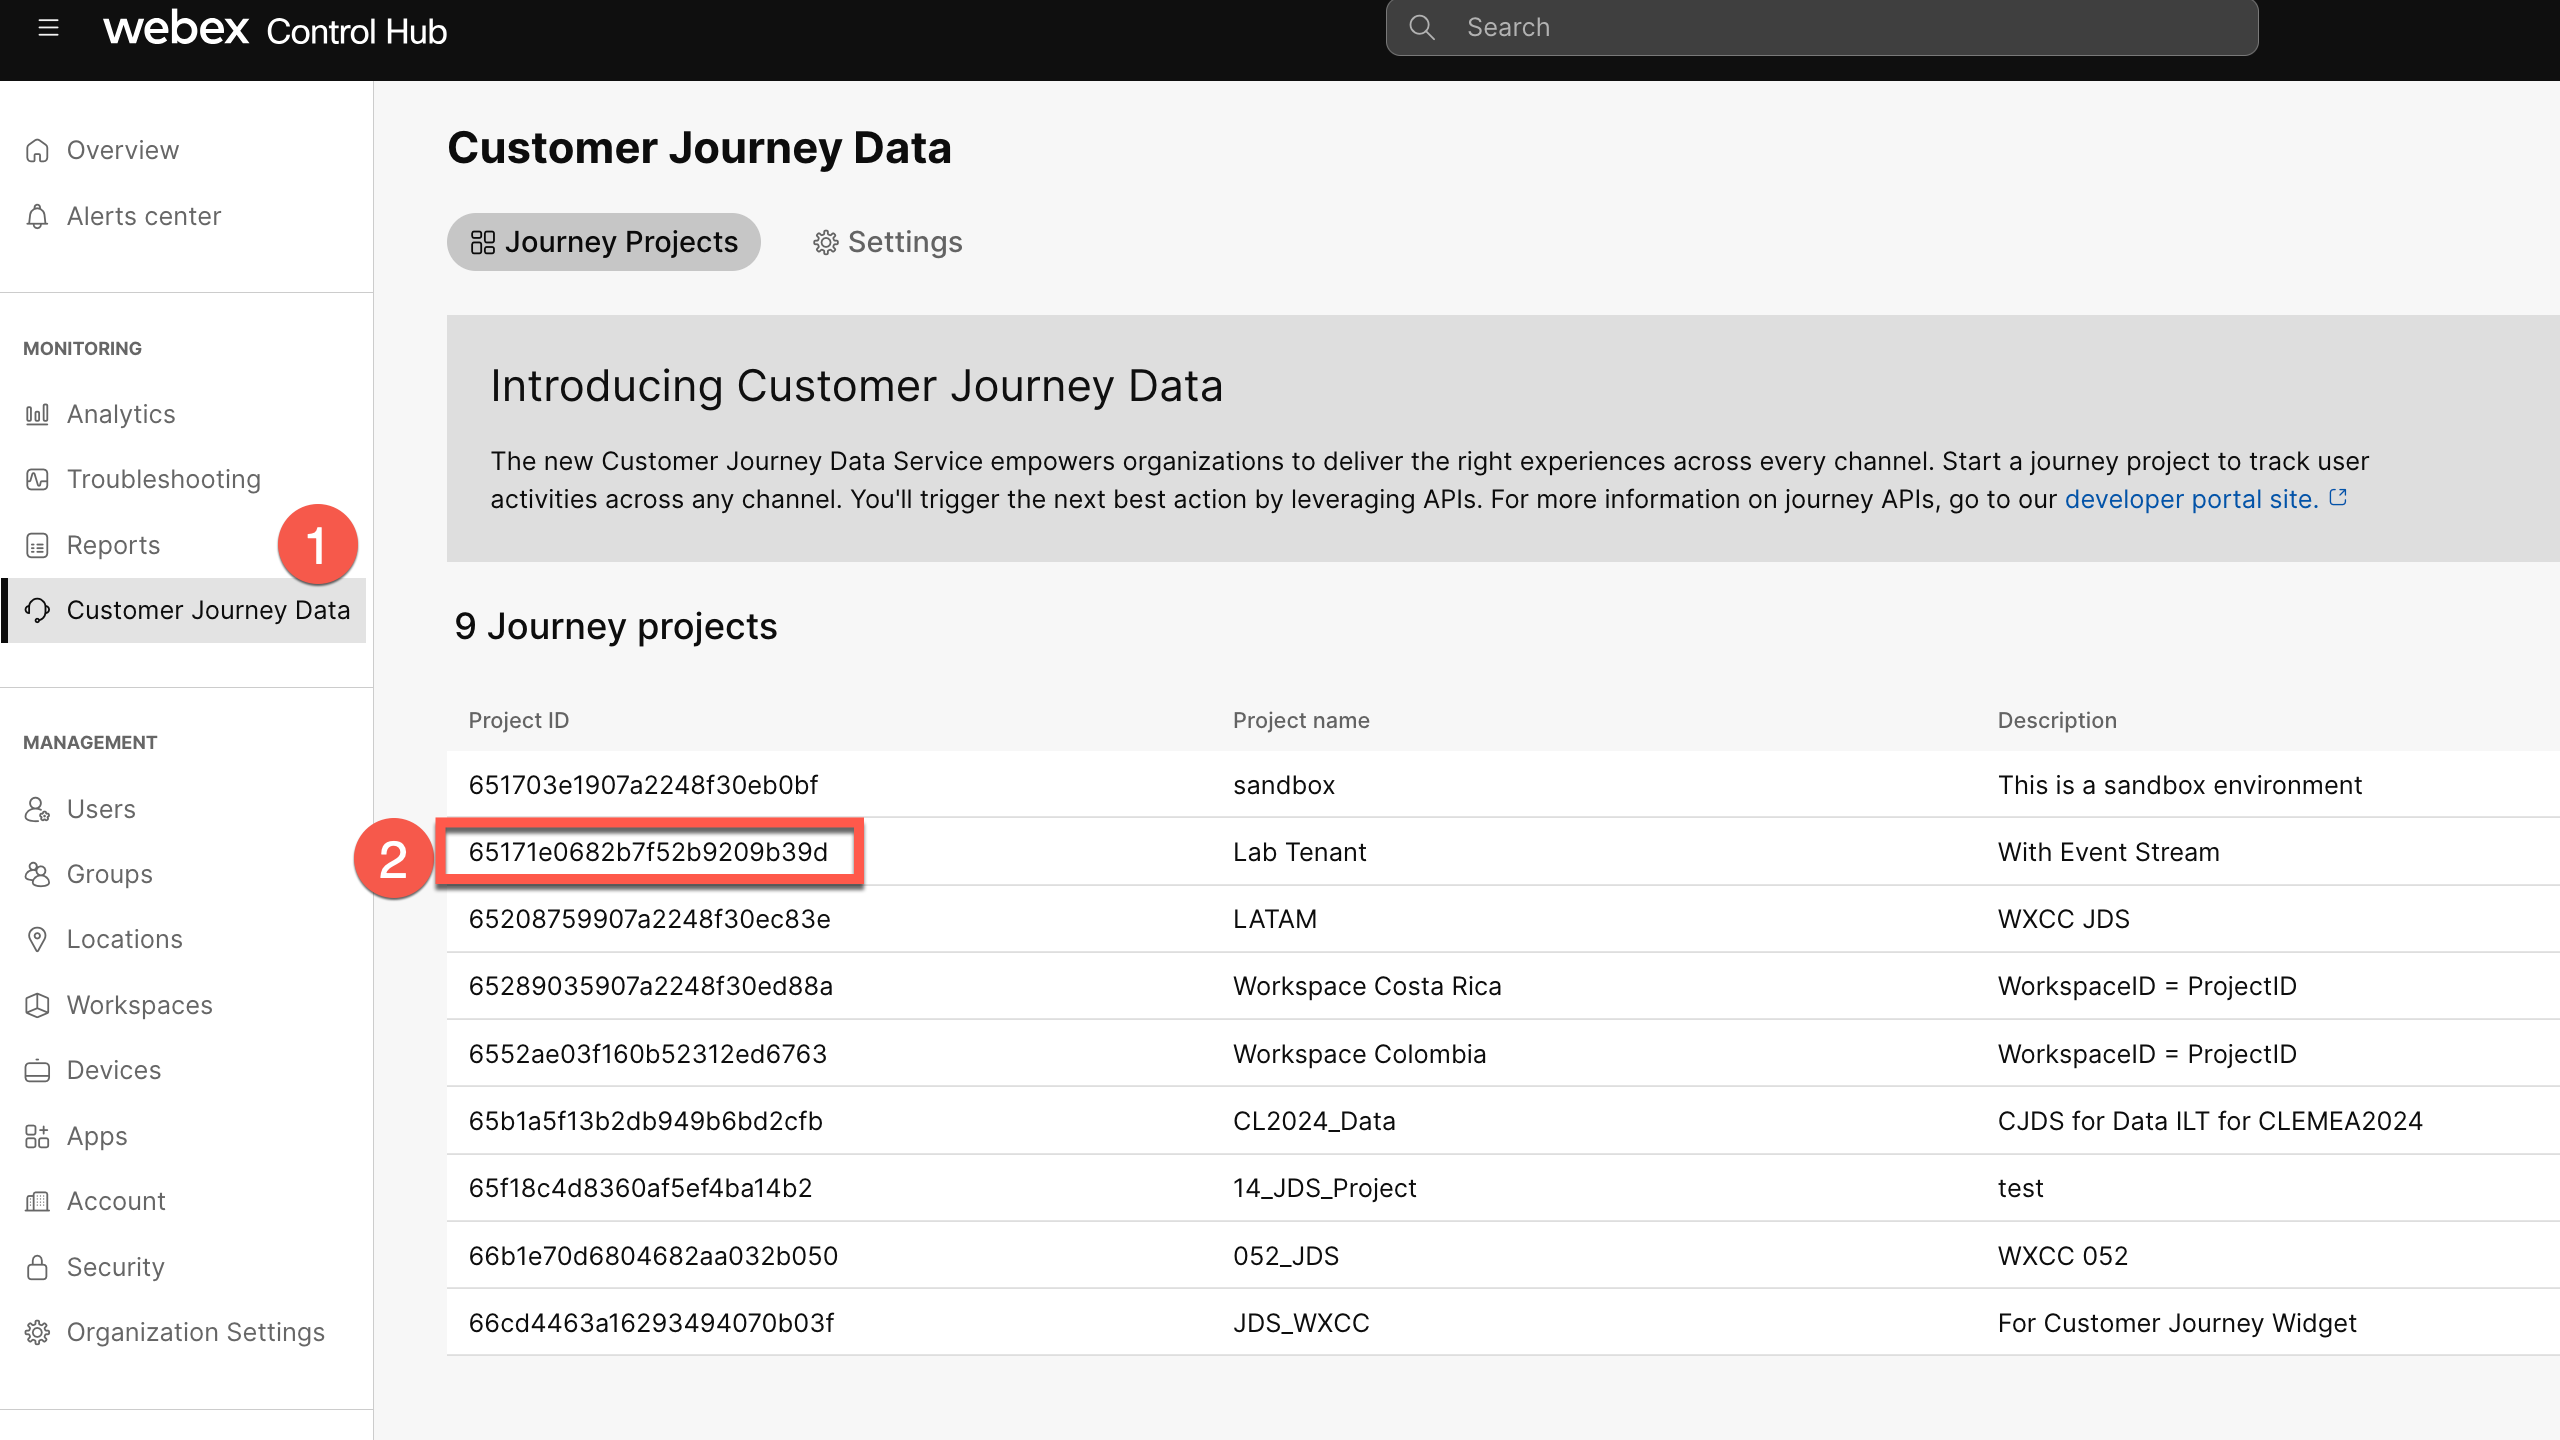 webex Control Hub
Search
Overview
Alerts center
MONITORING
Analytics
Troubleshooting
Reports
1
Customer Journey Data
MANAGEMENT
Users
Groups
Locations
Workspaces
Devices
Apps
Account
Security
Organization Settings
Customer Journey Data
Journey Projects Settings
Introducing Customer Journey Data
The new Customer Journey Data Service empowers organizations to deliver the right experiences across every channel. Start a journey project to track user
activities across any channel. You'll trigger the next best action by leveraging APIs. For more information on journey APIs, go to our developer portal site.
9 Journey projects
Project ID Project name Description
651703e1907a2248f30eb0bf sandbox This is a sandbox environment
2 65171e0682b7f52b9209b39d Lab Tenant With Event Stream
65208759907a2248f30ec83e LATAM WXCC JDS
65289035907a2248f30ed88a Workspace Costa Rica WorkspaceID = ProjectID
6552ae03f160b52312ed6763 Workspace Colombia WorkspaceID = ProjectID
65b1a5f13b2db949b6bd2cfb CL2024_Data CJDS for Data ILT for CLEMEA2024
65f18c4d8360af5ef4ba14b2 14_JDS_Project test
66b1e70d6804682aa032b050 052_JDS WXCC 052
66cd4463a16293494070b03f JDS_WXCC For Customer Journey Widget